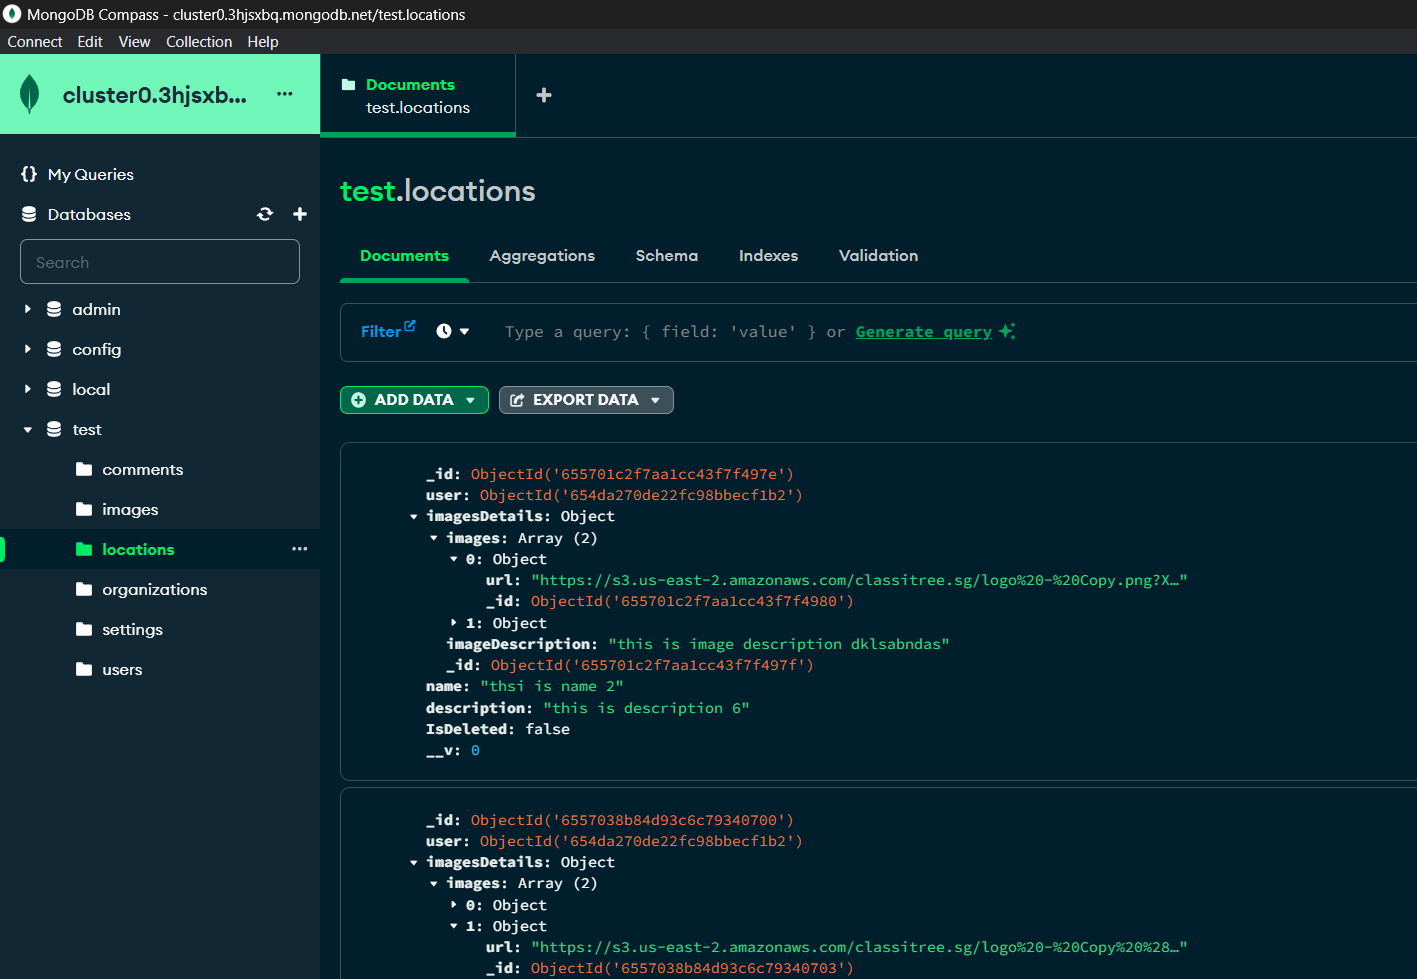 MongoDB Compass - cluster0.3hjsxbq.mongodb.net/test.locations
Connect Edit View Collection Help
cluster0.3hjsxb... ...
Documents
test.locations
My Queries
Databases
Search
admin
config
local
test
comments
images
locations ...
organizations
settings
users
test.locations
Documents Aggregations Schema Indexes Validation
Filter Type a query: { field: 'value' } or Generate query
ADD DATA EXPORT DATA
_id: ObjectId('655701c2f7aa1cc43f7f497e')
user: ObjectId('654da270de22fc98bbecf1b2')
imagesDetails: Object
images: Array (2)
0: Object
url: "https://s3.us-east-2.amazonaws.com/classitree.sg/logo%20-%20Copy.png?X…"
_id: ObjectId('655701c2f7aa1cc43f7f4980')
1: Object
imageDescription: "this is image description dklsabndas"
_id: ObjectId('655701c2f7aa1cc43f7f497f')
name: "thsi is name 2"
description: "this is description 6"
IsDeleted: false
__v: 0
_id: ObjectId('6557038b84d93c6c79340700')
user: ObjectId('654da270de22fc98bbecf1b2')
imagesDetails: Object
images: Array (2)
0: Object
1: Object
url: "https://s3.us-east-2.amazonaws.com/classitree.sg/logo%20-%20Copy%20%28…"
_id: ObjectId('6557038b84d93c6c79340703')